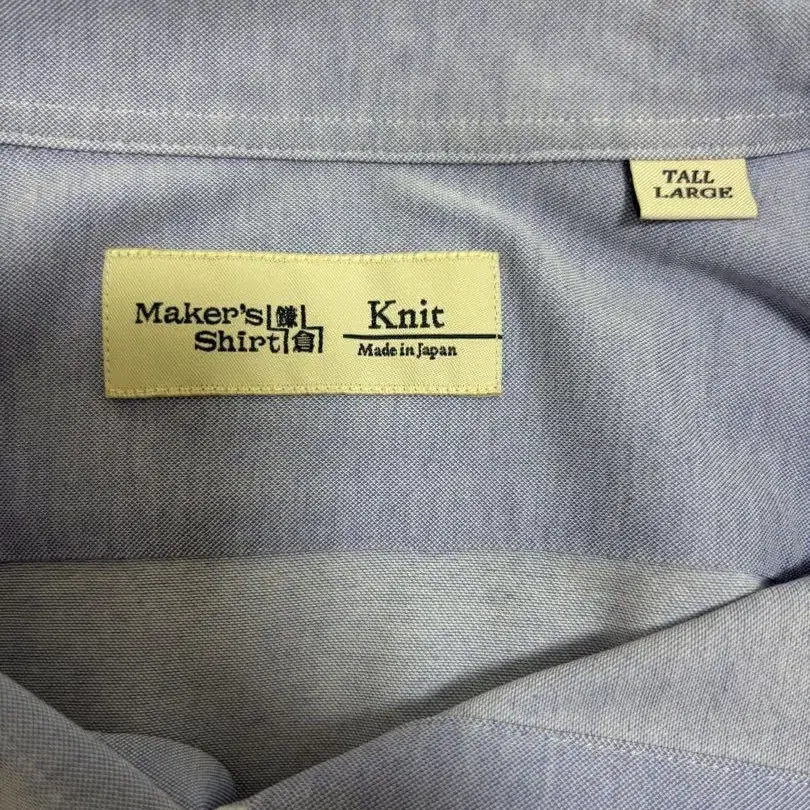 Maker's 鎌
Shirt 倉
Knit
Made in Japan
TALL
LARGE